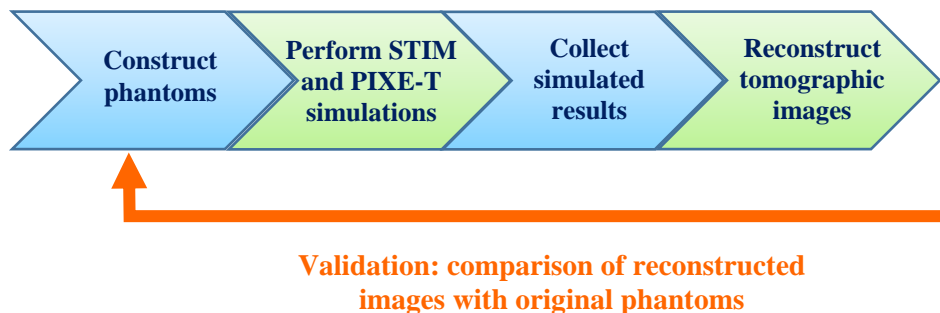 Construct
phantoms
Perform STIM
and PIXE-T
simulations
Collect
simulated
results
Reconstruct
tomographic
images
Validation: comparison of reconstructed
images with original phantoms